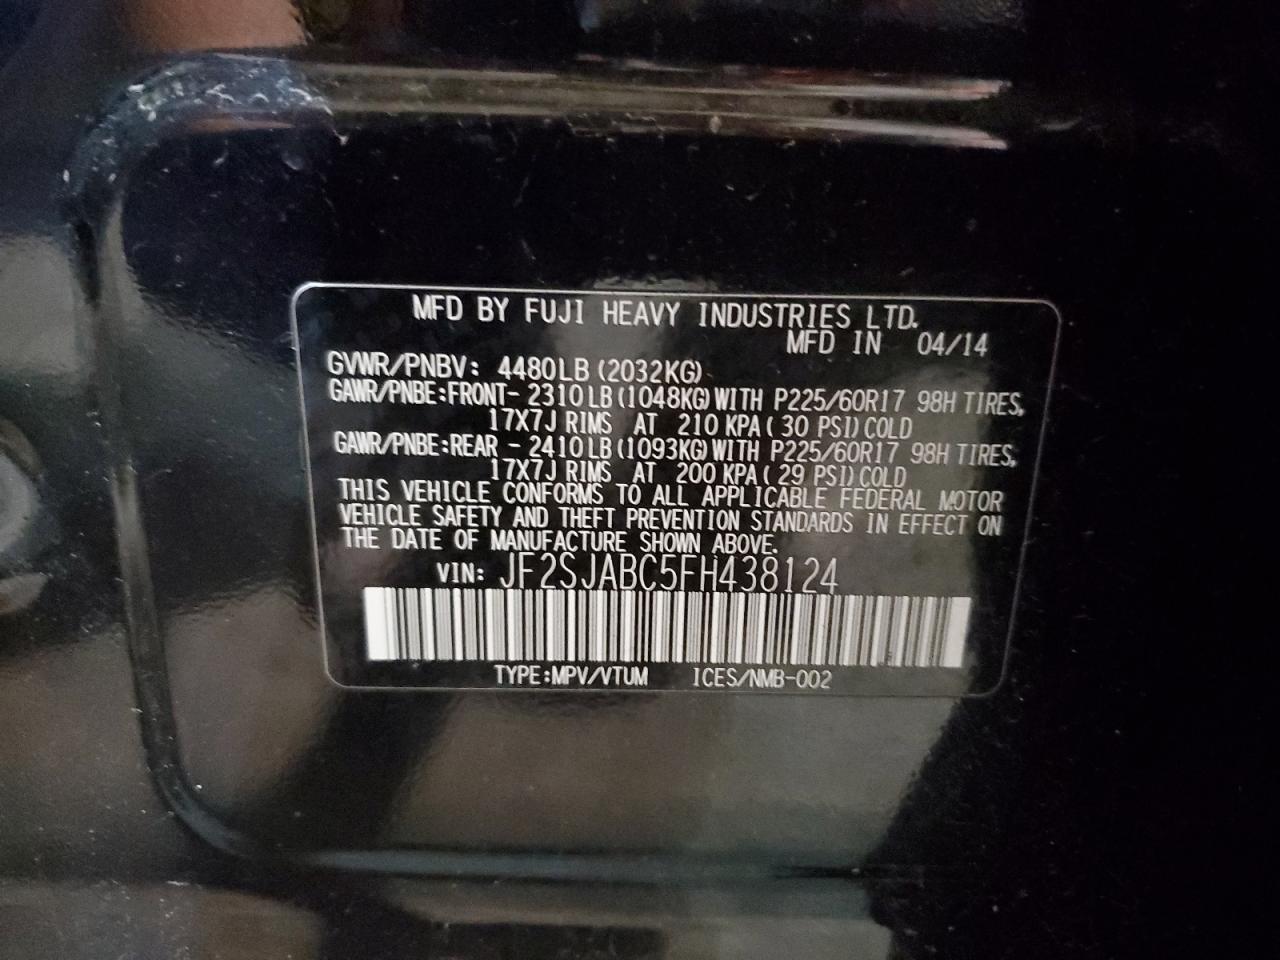 MFD BY FUJI HEAVY INDUSTRIES LTD.
MFD IN 04/14
GVWR/PNBV: 4480LB (2032KG)
GAWR/PNBE:FRONT- 2310LB (1048KG) WITH P225/60R17 98H TIRES,
17X7J RIMS AT 210 KPA ( 30 PSI) COLD
GAWR/PNBE:REAR - 2410LB (1093KG) WITH P225/60R17 98H TIRES,
17X7J RIMS AT 200 KPA ( 29 PSI) COLD
THIS VEHICLE CONFORMS TO ALL APPLICABLE FEDERAL MOTOR
VEHICLE SAFETY AND THEFT PREVENTION STANDARDS IN EFFECT ON
THE DATE OF MANUFACTURE SHOWN ABOVE.
VIN: JF2SJABC5FH438124
TYPE:MPV/VTUM ICES/NMB-002